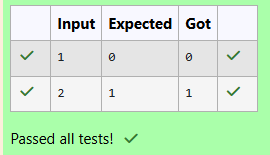 Input Expected Got
1 0 0
2 1 1
Passed all tests!